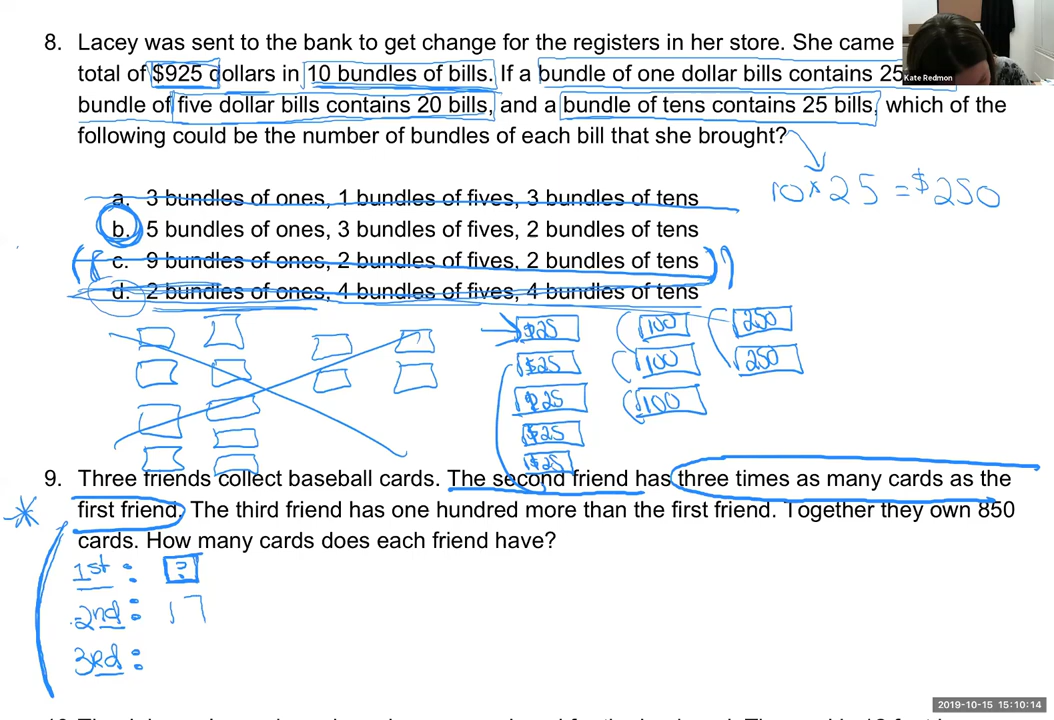 8. Lacey was sent to the bank to get change for the registers in her store. She came
total of $925 dollars in 10 bundles of bills. If a bundle of one dollar bills contains 25
Kate Redmon
bundle of five dollar bills contains 20 bills, and a bundle of tens contains 25 bills, which of the
following could be the number of bundles of each bill that she brought?
10 × 25 = $250
a. 3 bundles of ones, 1 bundles of fives, 3 bundles of tens
b. 5 bundles of ones, 3 bundles of fives, 2 bundles of tens
c. 9 bundles of ones, 2 bundles of fives, 2 bundles of tens
d. 2 bundles of ones, 4 bundles of fives, 4 bundles of tens
$25 100 250
$25 100 250
$25 100
$25
$25
9. Three friends collect baseball cards. The second friend has three times as many cards as the
first friend. The third friend has one hundred more than the first friend. Together they own 850
cards. How many cards does each friend have?
1st : ?
2nd : 17
3rd :
2019-10-15 15:10:14